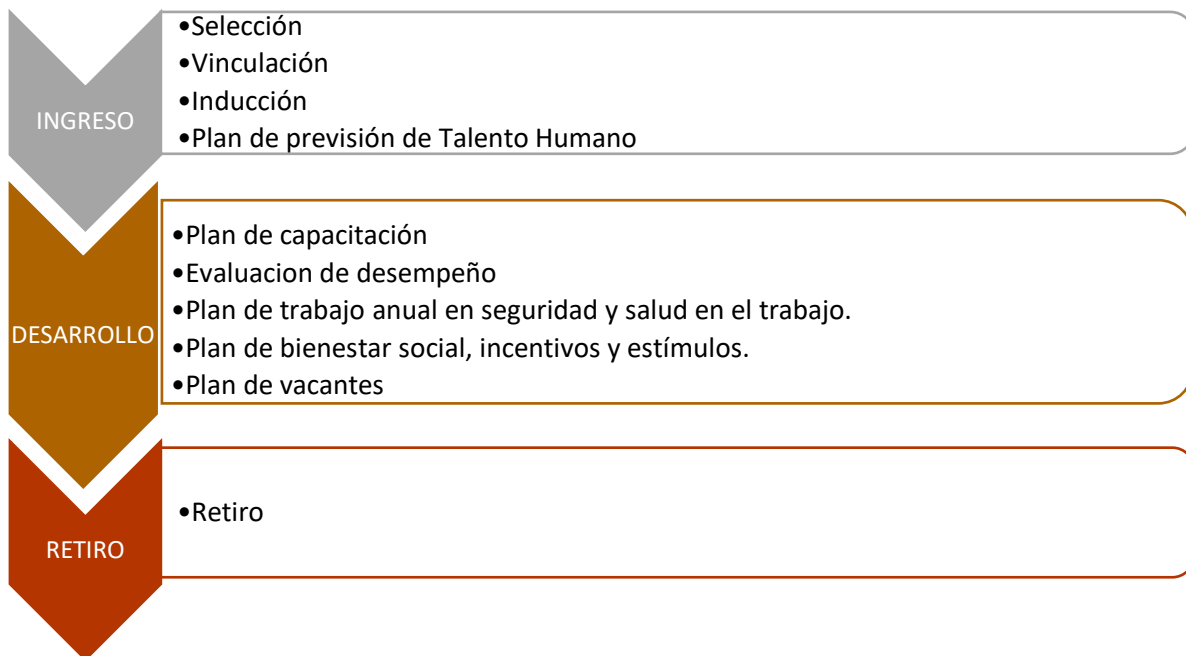 INGRESO
•Selección
•Vinculación
•Inducción
•Plan de previsión de Talento Humano
DESARROLLO
•Plan de capacitación
•Evaluacion de desempeño
•Plan de trabajo anual en seguridad y salud en el trabajo.
•Plan de bienestar social, incentivos y estímulos.
•Plan de vacantes
RETIRO
•Retiro